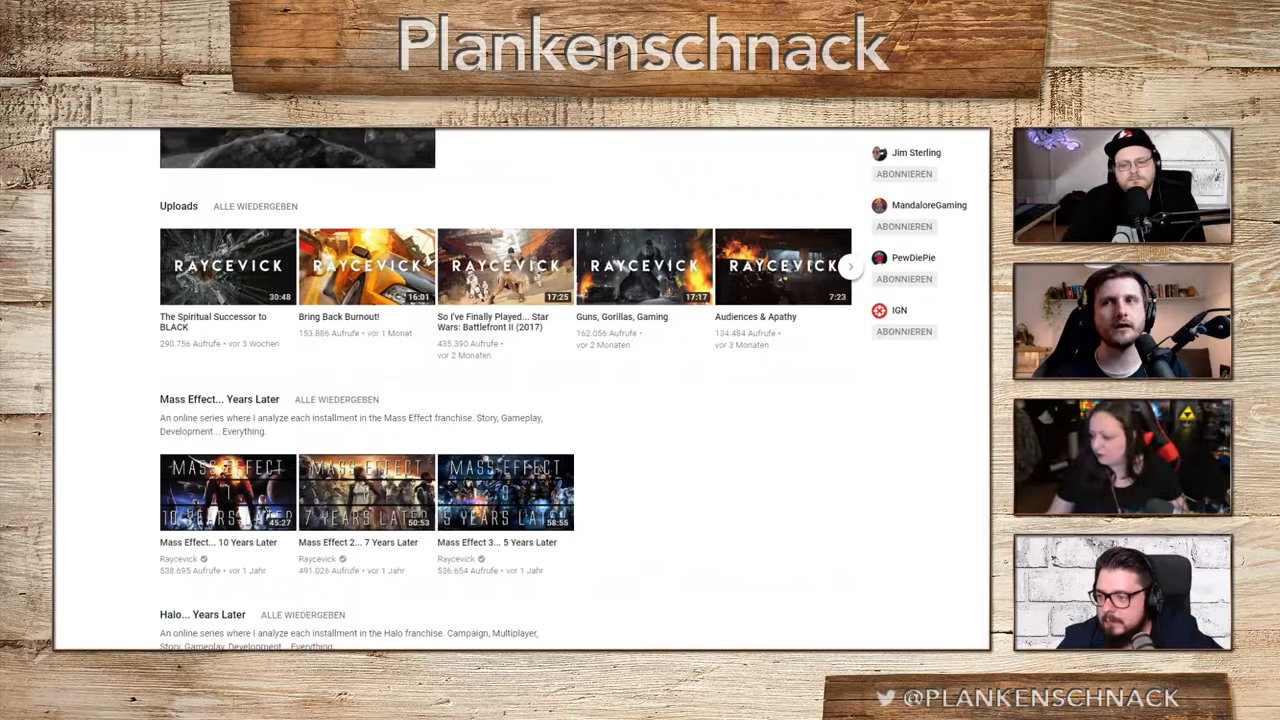 Plankenschnack
Jim Sterling
ABONNIEREN
MandaloreGaming
ABONNIEREN
PewDiePie
ABONNIEREN
IGN
ABONNIEREN
Uploads ALLE WIEDERGEBEN
RAYCEVICK RAYCEVICK RAYCEVICK RAYCEVICK RAYCEVICK
30:48 16:01 17:25 17:17 7:23
The Spiritual Successor to
BLACK
290.756 Aufrufe • vor 3 Wochen
Bring Back Burnout!
153.886 Aufrufe • vor 1 Monat
So I've Finally Played... Star
Wars: Battlefront II (2017)
435.390 Aufrufe •
vor 2 Monaten
Guns, Gorillas, Gaming
162.056 Aufrufe •
vor 2 Monaten
Audiences & Apathy
134.484 Aufrufe •
vor 3 Monaten
Mass Effect... Years Later ALLE WIEDERGEBEN
An online series where I analyze each installment in the Mass Effect franchise. Story, Gameplay,
Development... Everything.
MASS EFFECT
10 YEARS LATER
45:27
MASS EFFECT
7 YEARS LATER
50:53
MASS EFFECT
5 YEARS LATER
58:55
Mass Effect... 10 Years Later
Raycevick
538.695 Aufrufe • vor 1 Jahr
Mass Effect 2... 7 Years Later
Raycevick
491.026 Aufrufe • vor 1 Jahr
Mass Effect 3... 5 Years Later
Raycevick
536.654 Aufrufe • vor 1 Jahr
Halo... Years Later ALLE WIEDERGEBEN
An online series where I analyze each installment in the Halo franchise. Campaign, Multiplayer,
Story, Gameplay, Development... Everything.
@PLANKENSCHNACK